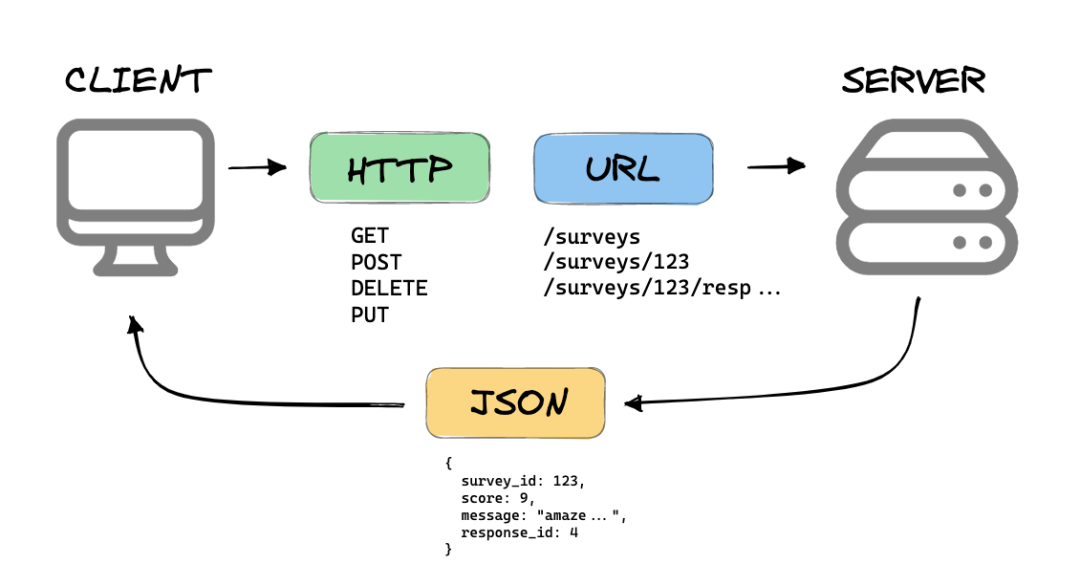 CLIENT
SERVER
HTTP
URL
GET
POST
DELETE
PUT
/surveys
/surveys/123
/surveys/123/resp ...
JSON
{
survey_id: 123,
score: 9,
message: "amaze ... ",
response_id: 4
}